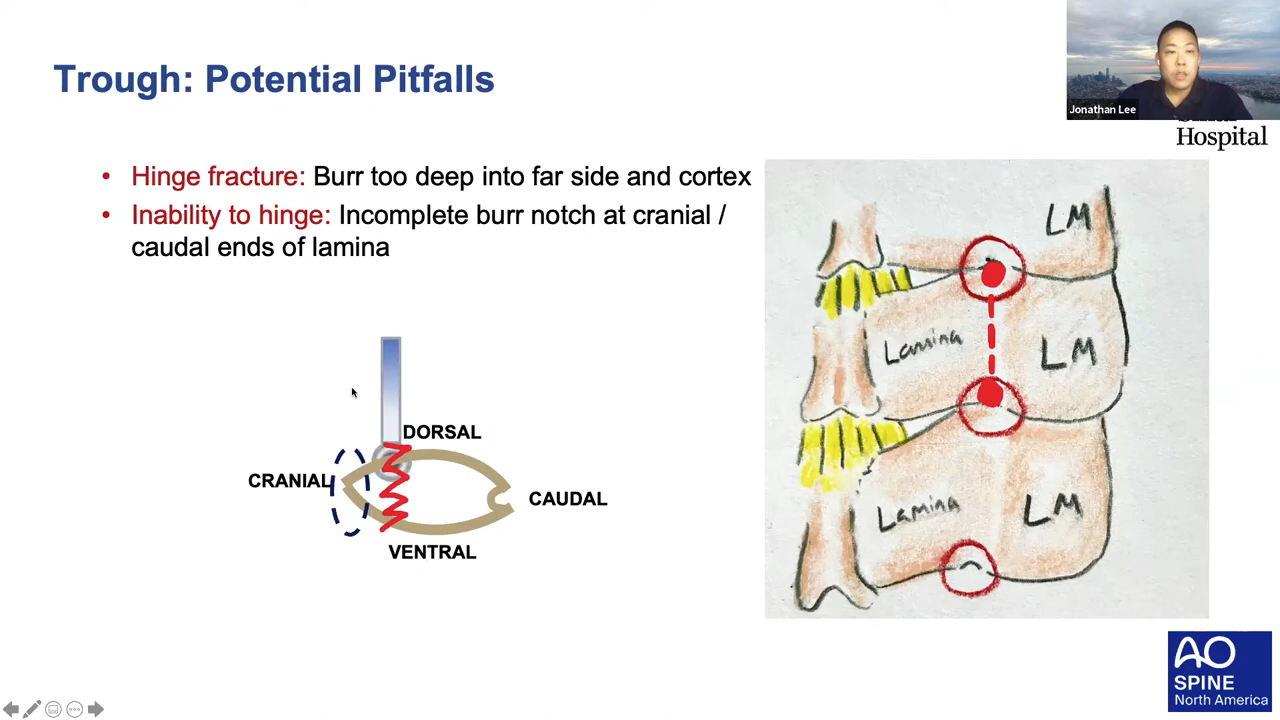 Trough: Potential Pitfalls
Jonathan Lee
Hospital
• Hinge fracture: Burr too deep into far side and cortex
• Inability to hinge: Incomplete burr notch at cranial /
caudal ends of lamina
DORSAL
CRANIAL
CAUDAL
VENTRAL
LM
Lamina
LM
Lamina
LM
AO
SPINE
North America